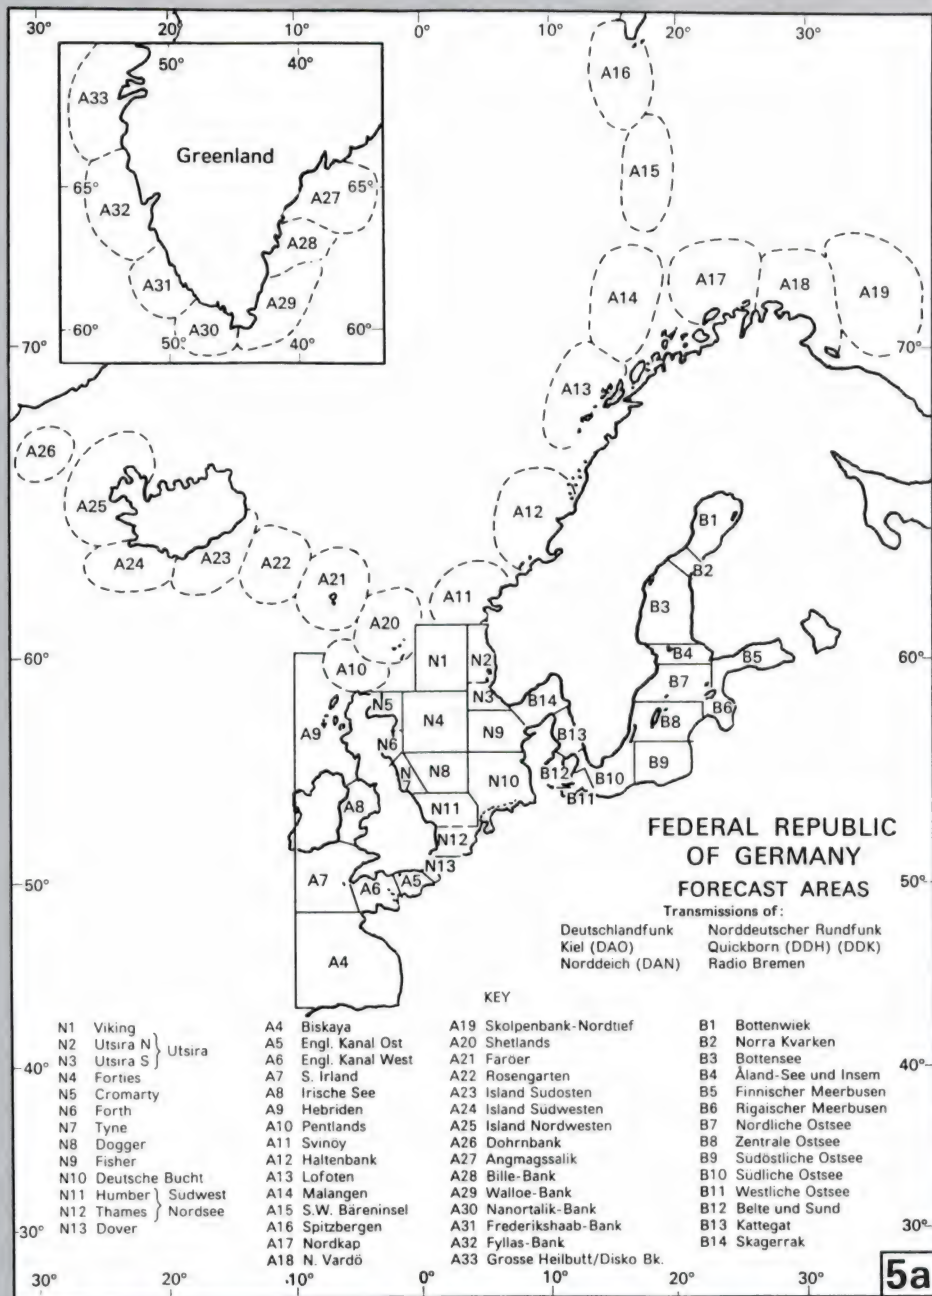 30° 20° 10° 0° 10° 20° 30°
50° 40°
A33
Greenland
65° 65°
A27
A32
A28
A31
A29
A30
60° 60°
50° 40°
A16
A15
A17
A18
A19
A14
70° 70°
A13
A26
A25
A12
B1
A24
A23
A22
A21
A20
A11
B2
B3
60° 60°
A10
N1
N2
B4
B5
B7
N3
B14
B6
N5
N4
N9
B8
A9
N6
B13
N8
N7
N10
B12
B10
B9
B11
A8
N11
N12
N13
50° 50°
A7
A6
A5
A4
FEDERAL REPUBLIC
OF GERMANY
FORECAST AREAS
Transmissions of:
Deutschlandfunk Norddeutscher Rundfunk
Kiel (DAO) Quickborn (DDH) (DDK)
Norddeich (DAN) Radio Bremen
KEY
N1 Viking
N2 Utsira N
N3 Utsira S
Utsira
N4 Forties
N5 Cromarty
N6 Forth
N7 Tyne
N8 Dogger
N9 Fisher
N10 Deutsche Bucht
N11 Humber
N12 Thames
Sudwest
Nordsee
N13 Dover
A4 Biskaya
A5 Engl. Kanal Ost
A6 Engl. Kanal West
A7 S. Irland
A8 Irische See
A9 Hebriden
A10 Pentlands
A11 Svinöy
A12 Haltenbank
A13 Lofoten
A14 Malangen
A15 S.W. Bäreninsel
A16 Spitzbergen
A17 Nordkap
A18 N. Vardö
A19 Skolpenbank-Nordtief
A20 Shetlands
A21 Faröer
A22 Rosengarten
A23 Island Sudosten
A24 Island Sudwesten
A25 Island Nordwesten
A26 Dohrnbank
A27 Angmagssalik
A28 Bille-Bank
A29 Walloe-Bank
A30 Nanortalik-Bank
A31 Frederikshaab-Bank
A32 Fyllas-Bank
A33 Grosse Heilbutt/Disko Bk.
B1 Bottenwiek
B2 Norra Kvarken
B3 Bottensee
B4 Åland-See und Insem
B5 Finnischer Meerbusen
B6 Rigaischer Meerbusen
B7 Nordliche Ostsee
B8 Zentrale Ostsee
B9 Sudöstliche Ostsee
B10 Sudliche Ostsee
B11 Westliche Ostsee
B12 Belte und Sund
B13 Kattegat
B14 Skagerrak
40° 40°
30° 30°
30° 20° 10° 0° 10° 20° 30°
5a